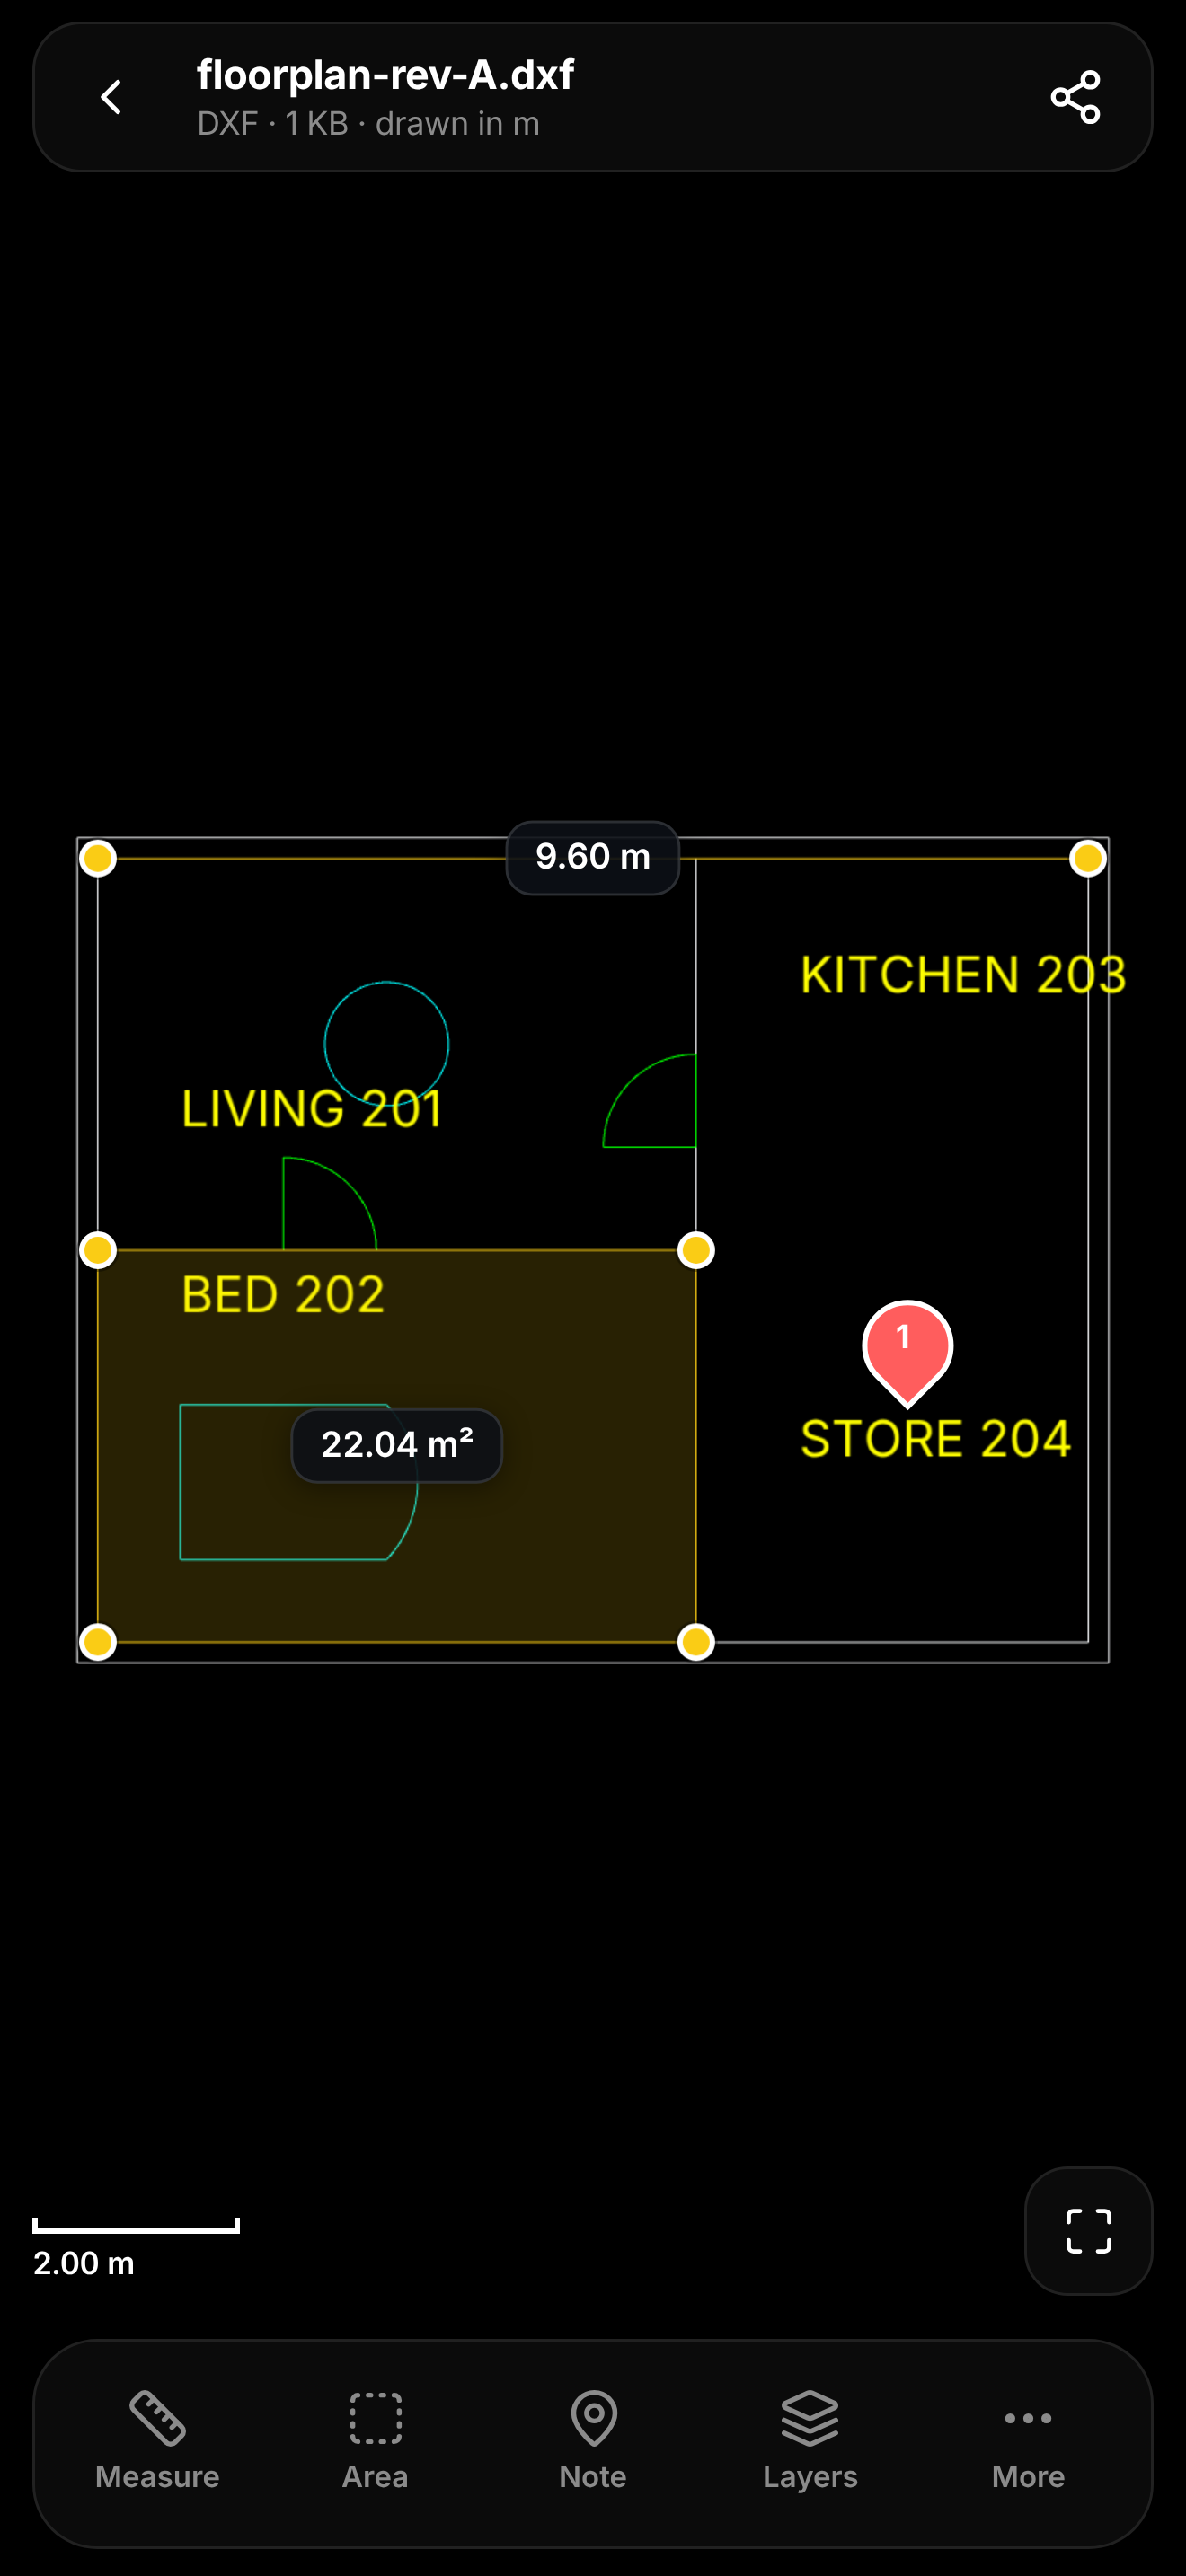 floorplan-rev-A.dxf
DXF · 1 KB · drawn in m
9.60 m
KITCHEN 203
LIVING 201
BED 202
1
STORE 204
22.04 m²
2.00 m
Measure
Area
Note
Layers
More